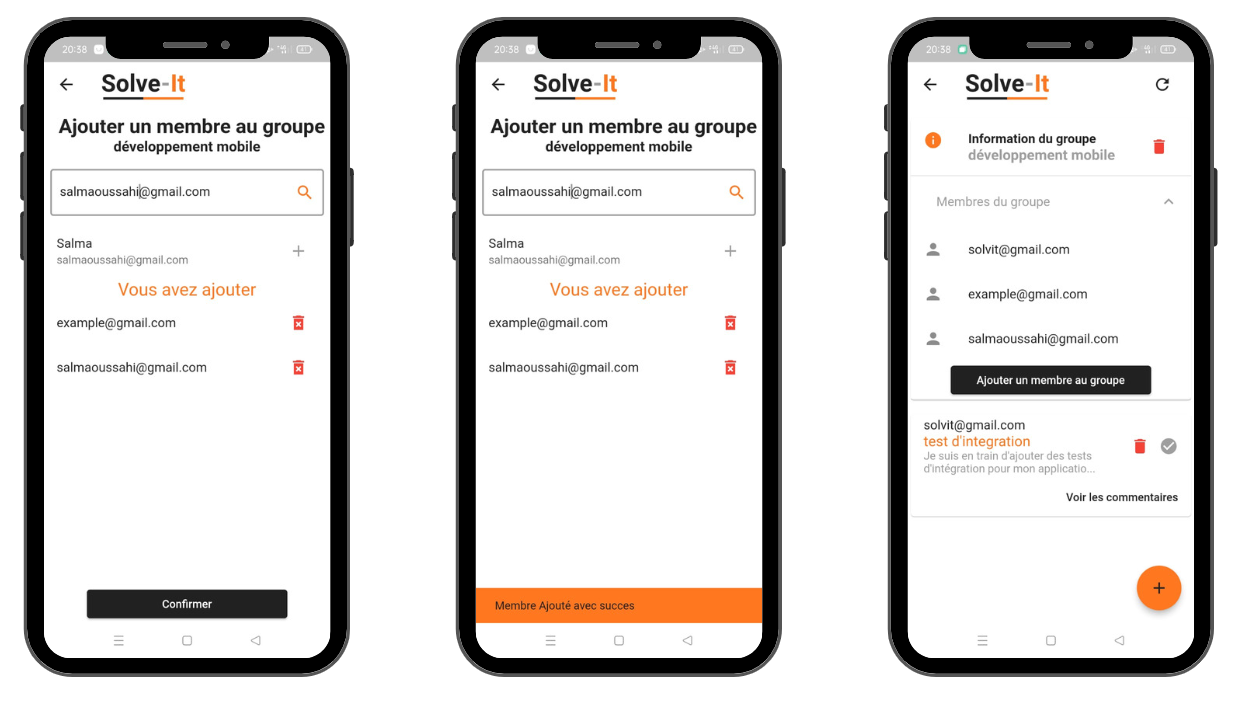 20:38
Solve-It
Ajouter un membre au groupe
développement mobile
salmaoussahi@gmail.com
Salma
salmaoussahi@gmail.com
Vous avez ajouter
example@gmail.com
salmaoussahi@gmail.com
Confirmer
20:38
Solve-It
Ajouter un membre au groupe
développement mobile
salmaoussahi@gmail.com
Salma
salmaoussahi@gmail.com
Vous avez ajouter
example@gmail.com
salmaoussahi@gmail.com
Membre Ajouté avec succes
20:38
Solve-It
Information du groupe
développement mobile
Membres du groupe
solvit@gmail.com
example@gmail.com
salmaoussahi@gmail.com
Ajouter un membre au groupe
solvit@gmail.com
test d'integration
Je suis en train d'ajouter des tests
d'intégration pour mon applicatio...
Voir les commentaires